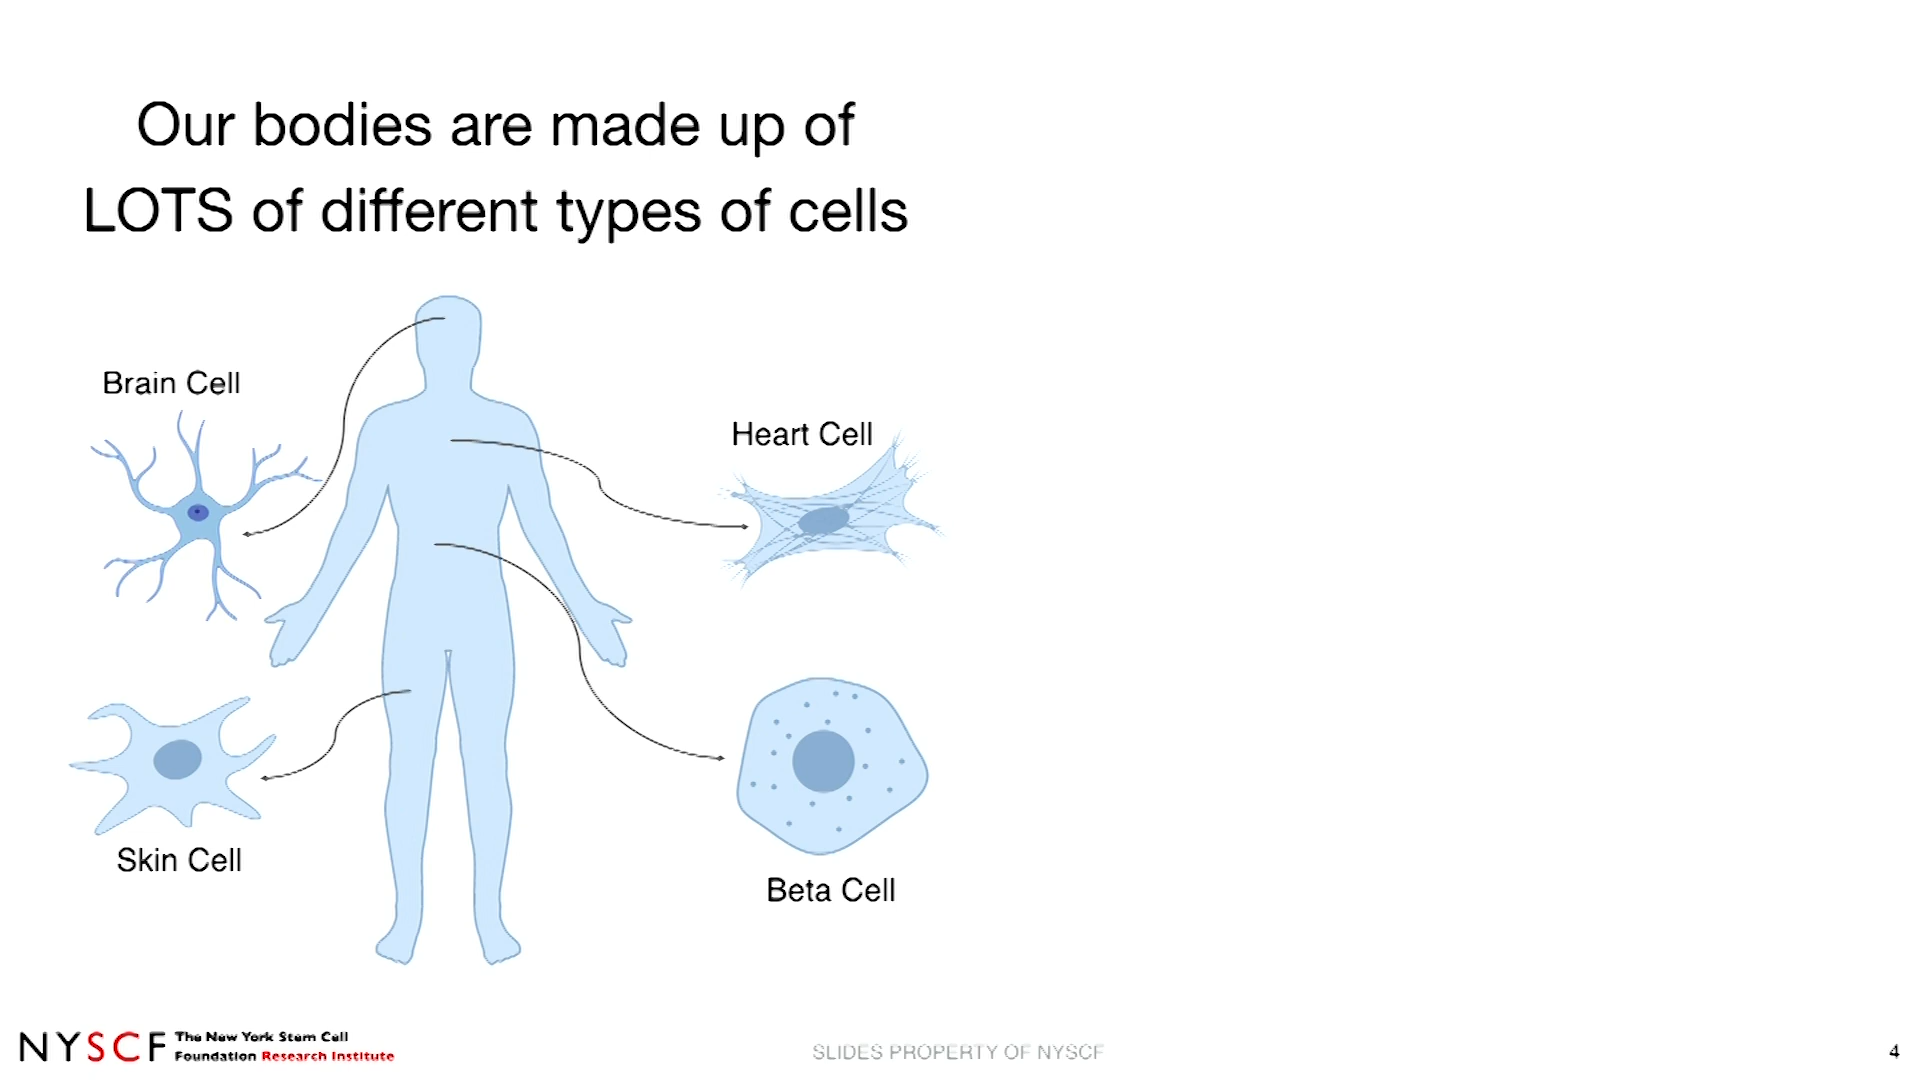 Our bodies are made up of
LOTS of different types of cells
Brain Cell
Heart Cell
Skin Cell
Beta Cell
NYSCF The New York Stem Cell
Foundation Research Institute
SLIDES PROPERTY OF NYSCF
4